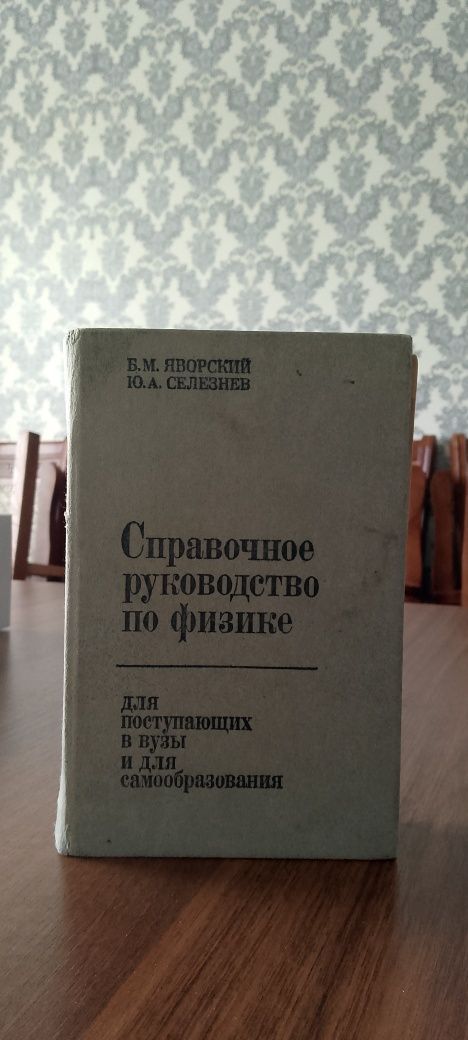 Б.М. ЯВОРСКИЙ
Ю.А. СЕЛЕЗНЕВ
Справочное
руководство
по физике
для
поступающих
в вузы
и для
самообразования